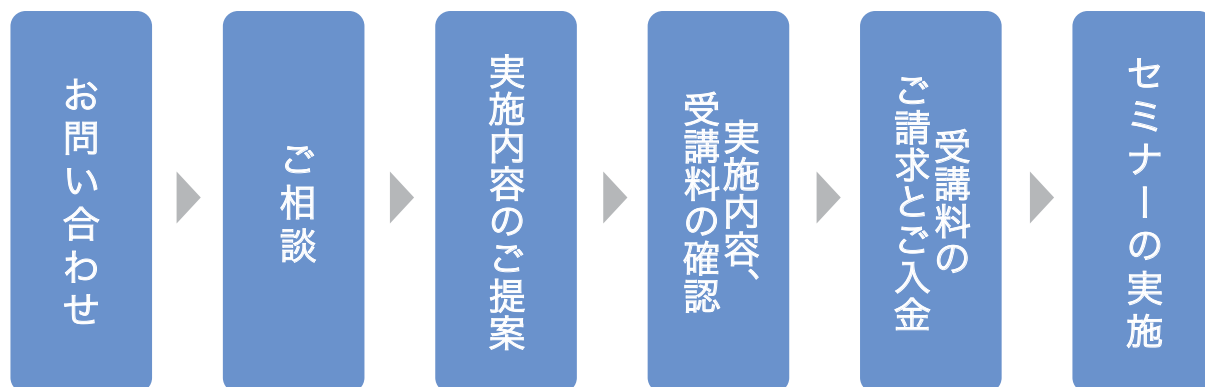 お問い合わせ
ご相談
実施内容のご提案
実施内容、
受講料の確認
受講料の
ご請求とご入金
セミナーの実施